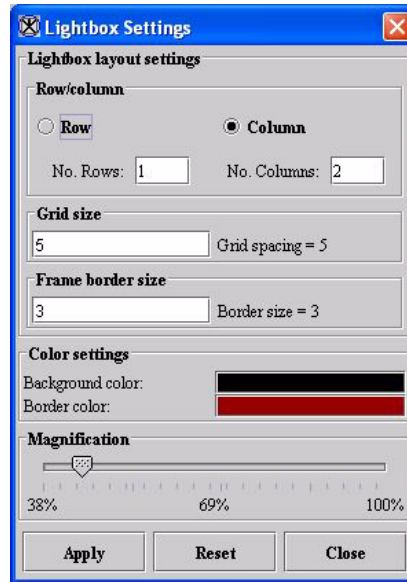 Lightbox Settings
Lightbox layout settings
Row/column
Row Column
No. Rows: 1 No. Columns: 2
Grid size
5 Grid spacing = 5
Frame border size
3 Border size = 3
Color settings
Background color:
Border color:
Magnification
38% 69% 100%
Apply Reset Close